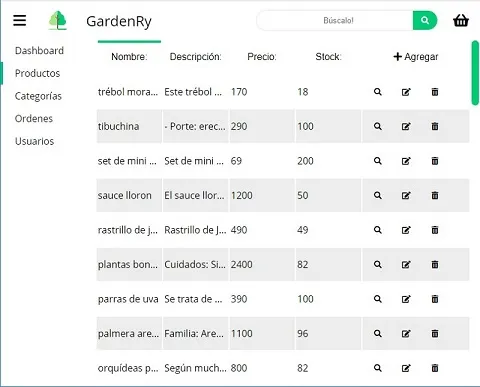 GardenRy
Búscalo!
Dashboard
Productos
Categorías
Ordenes
Usuarios
Nombre: Descripción: Precio: Stock: Agregar
trébol mora... Este trébol ... 170 18
tibuchina - Porte: erec... 290 100
set de mini ... Set de mini ... 69 200
sauce lloron El sauce llor... 1200 50
rastrillo de j... Rastrillo de J... 490 49
plantas bon... Cuidados: Si... 2400 82
parras de uva Se trata de ... 390 100
palmera are... Familia: Are... 1100 96
orquídeas p... Según much... 800 82